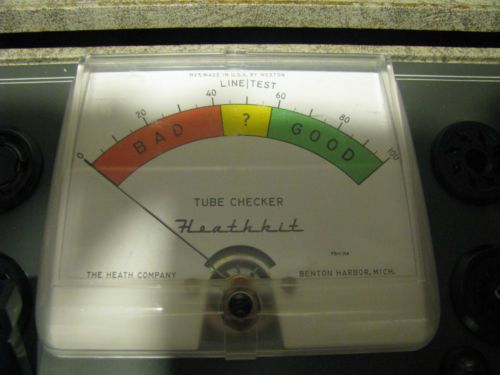 MADE IN U.S.A. BY WESTON
LINE TEST
0 20 40 60 80 100
BAD ? GOOD
TUBE CHECKER
Heathkit
THE HEATH COMPANY
BENTON HARBOR, MICH.